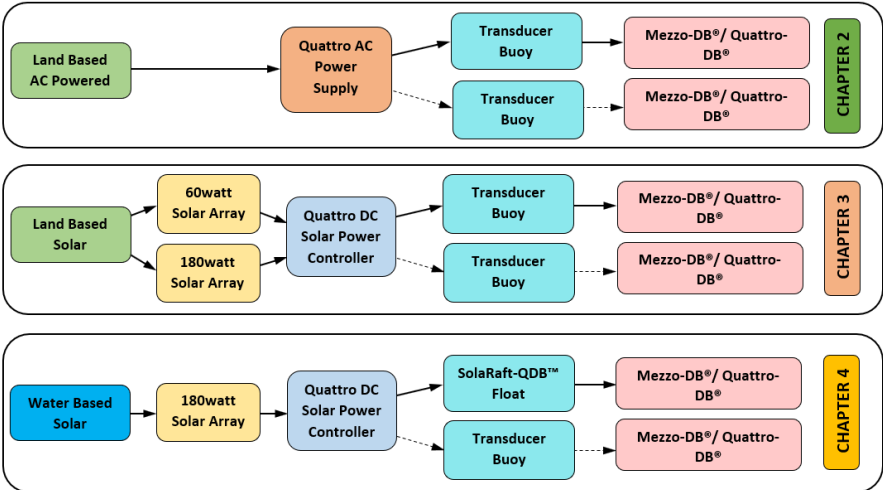 Land Based
AC Powered
Quattro AC
Power
Supply
Transducer
Buoy
Mezzo-DB®/ Quattro-
DB®
Transducer
Buoy
Mezzo-DB®/ Quattro-
DB®
CHAPTER 2
Land Based
Solar
60watt
Solar Array
180watt
Solar Array
Quattro DC
Solar Power
Controller
Transducer
Buoy
Mezzo-DB®/ Quattro-
DB®
Transducer
Buoy
Mezzo-DB®/ Quattro-
DB®
CHAPTER 3
Water Based
Solar
180watt
Solar Array
Quattro DC
Solar Power
Controller
SolaRaft-QDB™
Float
Mezzo-DB®/ Quattro-
DB®
Transducer
Buoy
Mezzo-DB®/ Quattro-
DB®
CHAPTER 4